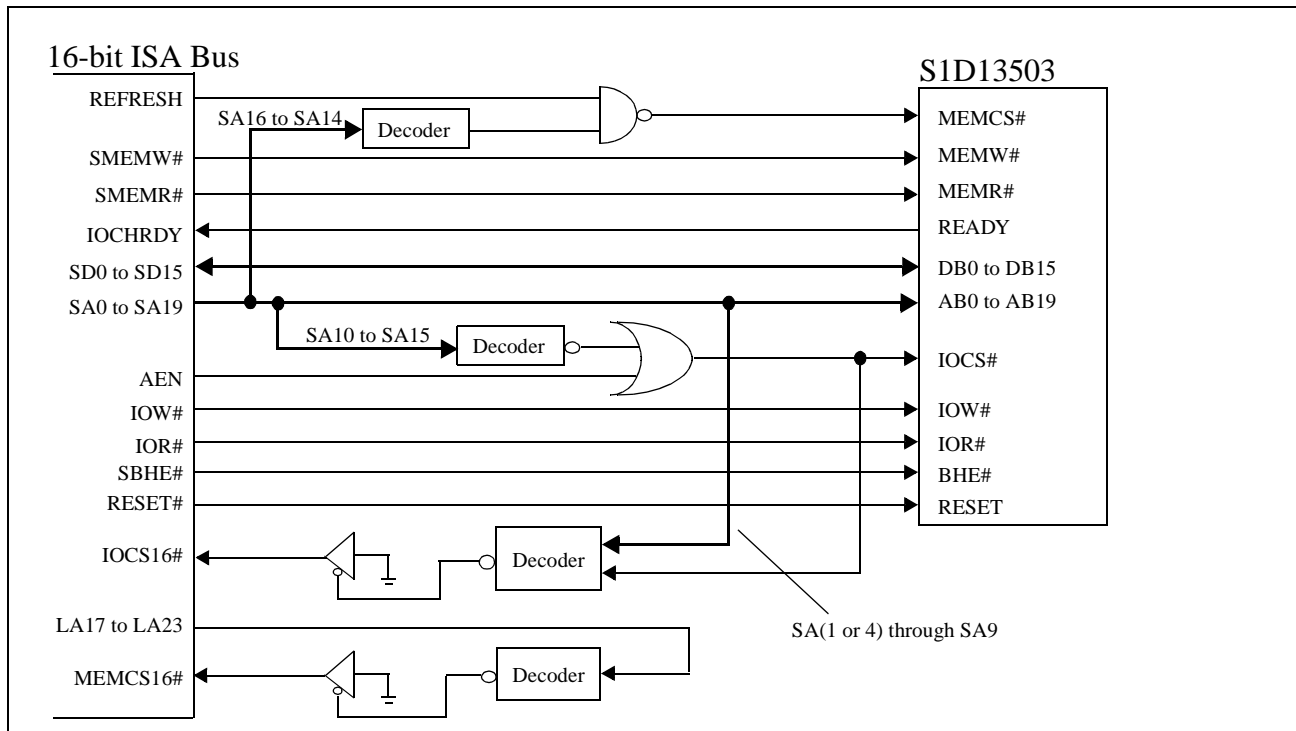 16-bit ISA Bus
S1D13503
REFRESH
SA16 to SA14
Decoder
MEMCS#
SMEMW#
MEMW#
SMEMR#
MEMR#
IOCHRDY
READY
SD0 to SD15
DB0 to DB15
SA0 to SA19
AB0 to AB19
SA10 to SA15
Decoder
IOCS#
AEN
IOW#
IOW#
IOR#
IOR#
SBHE#
BHE#
RESET#
RESET
IOCS16#
Decoder
LA17 to LA23
SA(1 or 4) through SA9
MEMCS16#
Decoder